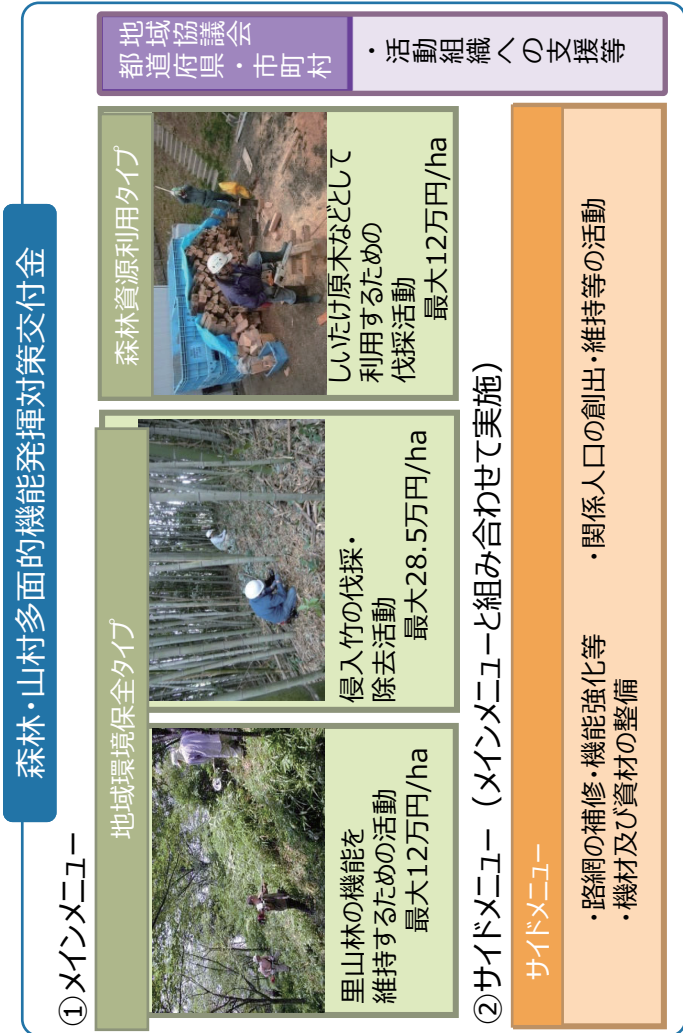 森林・山村多面的機能発揮対策交付金
①メインメニュー
地域環境保全タイプ
里山林の機能を
維持するための活動
最大12万円/ha
侵入竹の伐採・
除去活動
最大28.5万円/ha
森林資源利用タイプ
しいたけ原木などとして
利用するための
伐採活動
最大12万円/ha
地域協議会
都道府県・市町村
・活動組織への支援等
②サイドメニュー（メインメニューと組み合わせて実施）
サイドメニュー
・路網の補修・機能強化等
・機材及び資材の整備
・関係人口の創出・維持等の活動